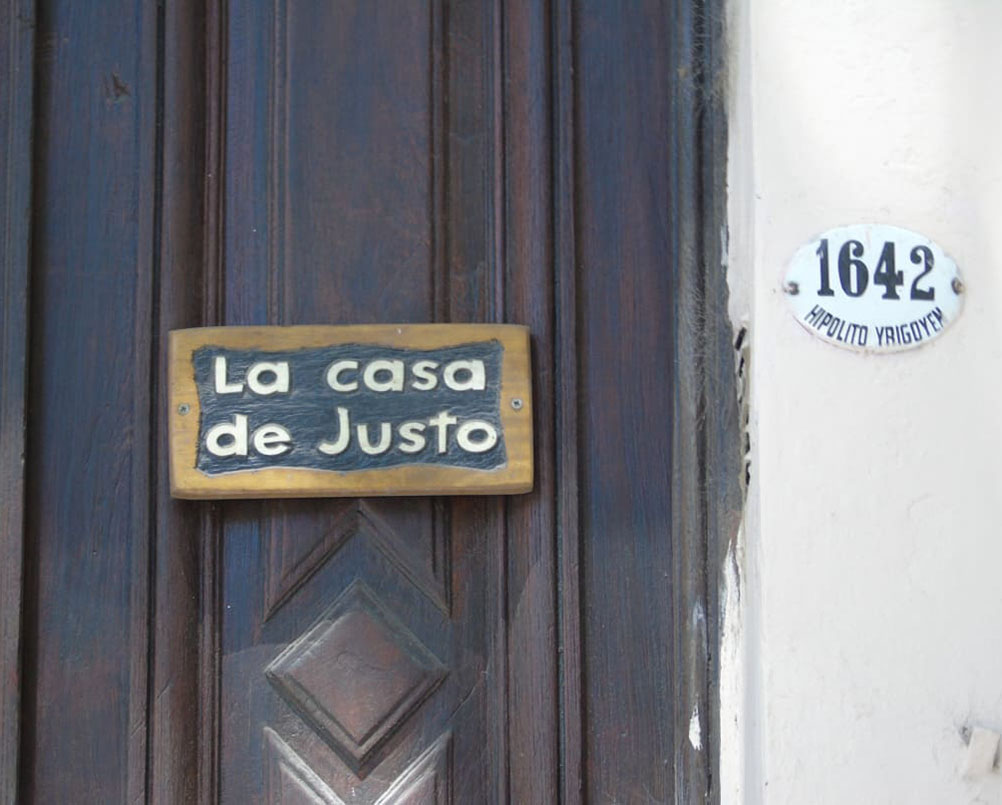 La casa
de Justo
1642
HIPOLITO YRIGOYEN